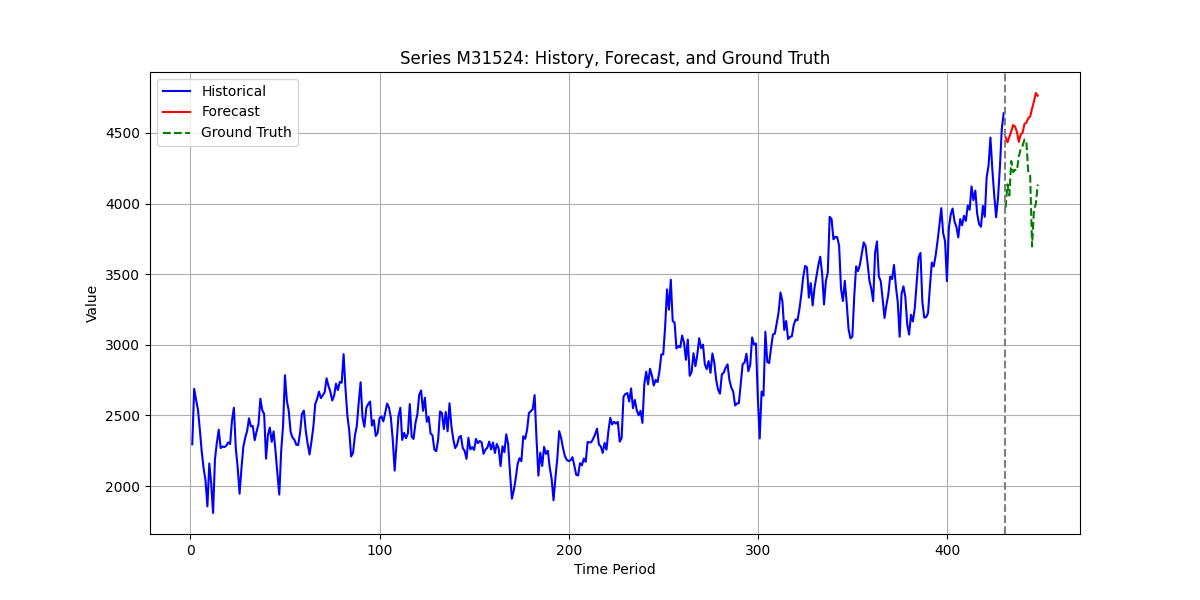 Series M31524: History, Forecast, and Ground Truth
Historical
Forecast
Ground Truth
4500
4000
3500
3000
2500
2000
Value
0 100 200 300 400
Time Period